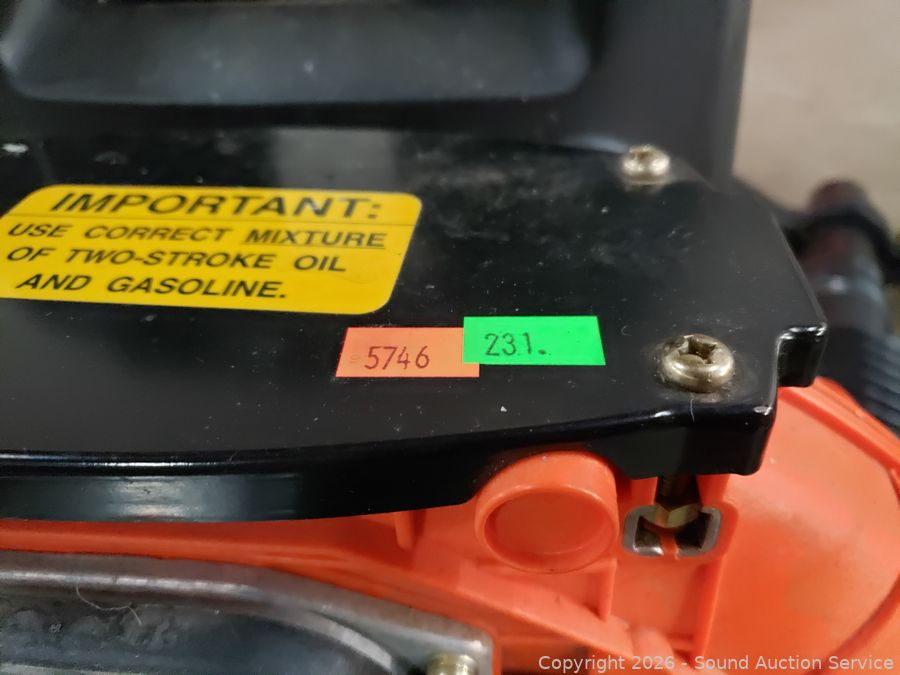 IMPORTANT:
USE CORRECT MIXTURE
OF TWO-STROKE OIL
AND GASOLINE.
5746
231.
Copyright © 2026 - Sound Auction Service